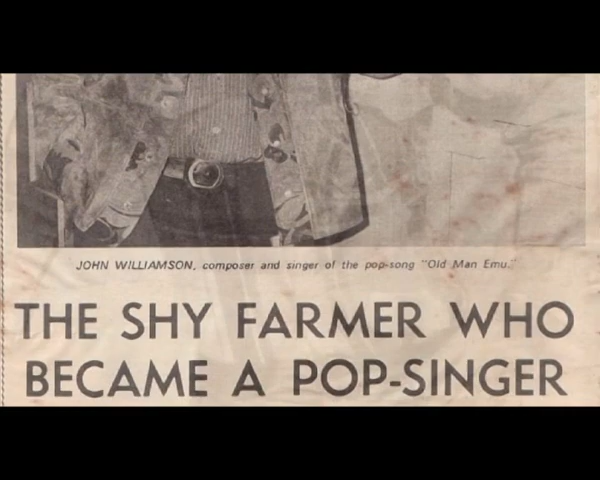 JOHN WILLIAMSON, composer and singer of the pop-song "Old Man Emu."
THE SHY FARMER WHO
BECAME A POP-SINGER